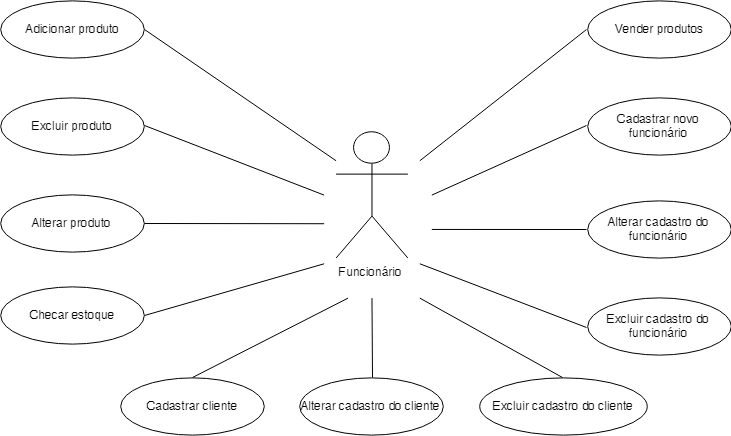 Adicionar produto
Vender produtos
Excluir produto
Cadastrar novo
funcionário
Alterar produto
Alterar cadastro do
funcionário
Funcionário
Checar estoque
Excluir cadastro do
funcionário
Cadastrar cliente
Alterar cadastro do cliente
Excluir cadastro do cliente